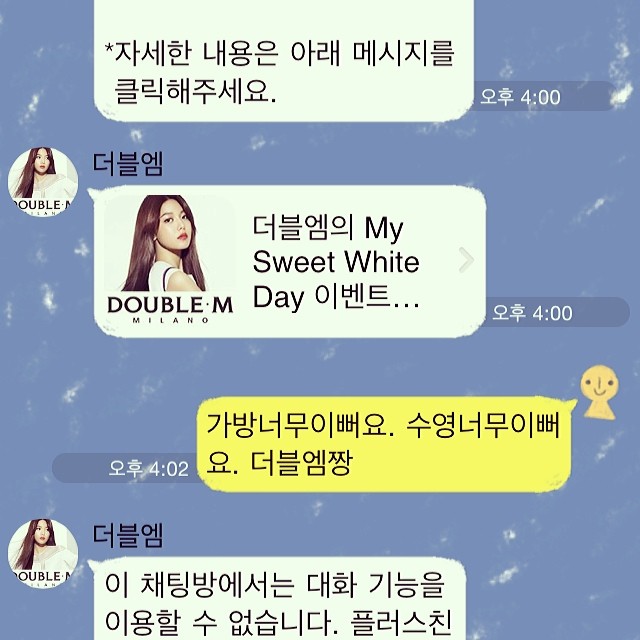 *자세한 내용은 아래 메시지를
클릭해주세요.
오후 4:00
더블엠
DOUBLE·M
MILANO
더블엠의 My
Sweet White
Day 이벤트...
DOUBLE·M
MILANO
오후 4:00
가방너무이뻐요. 수영너무이뻐
요. 더블엠짱
오후 4:02
더블엠
DOUBLE·M
MILANO
이 채팅방에서는 대화 기능을
이용할 수 없습니다. 플러스친